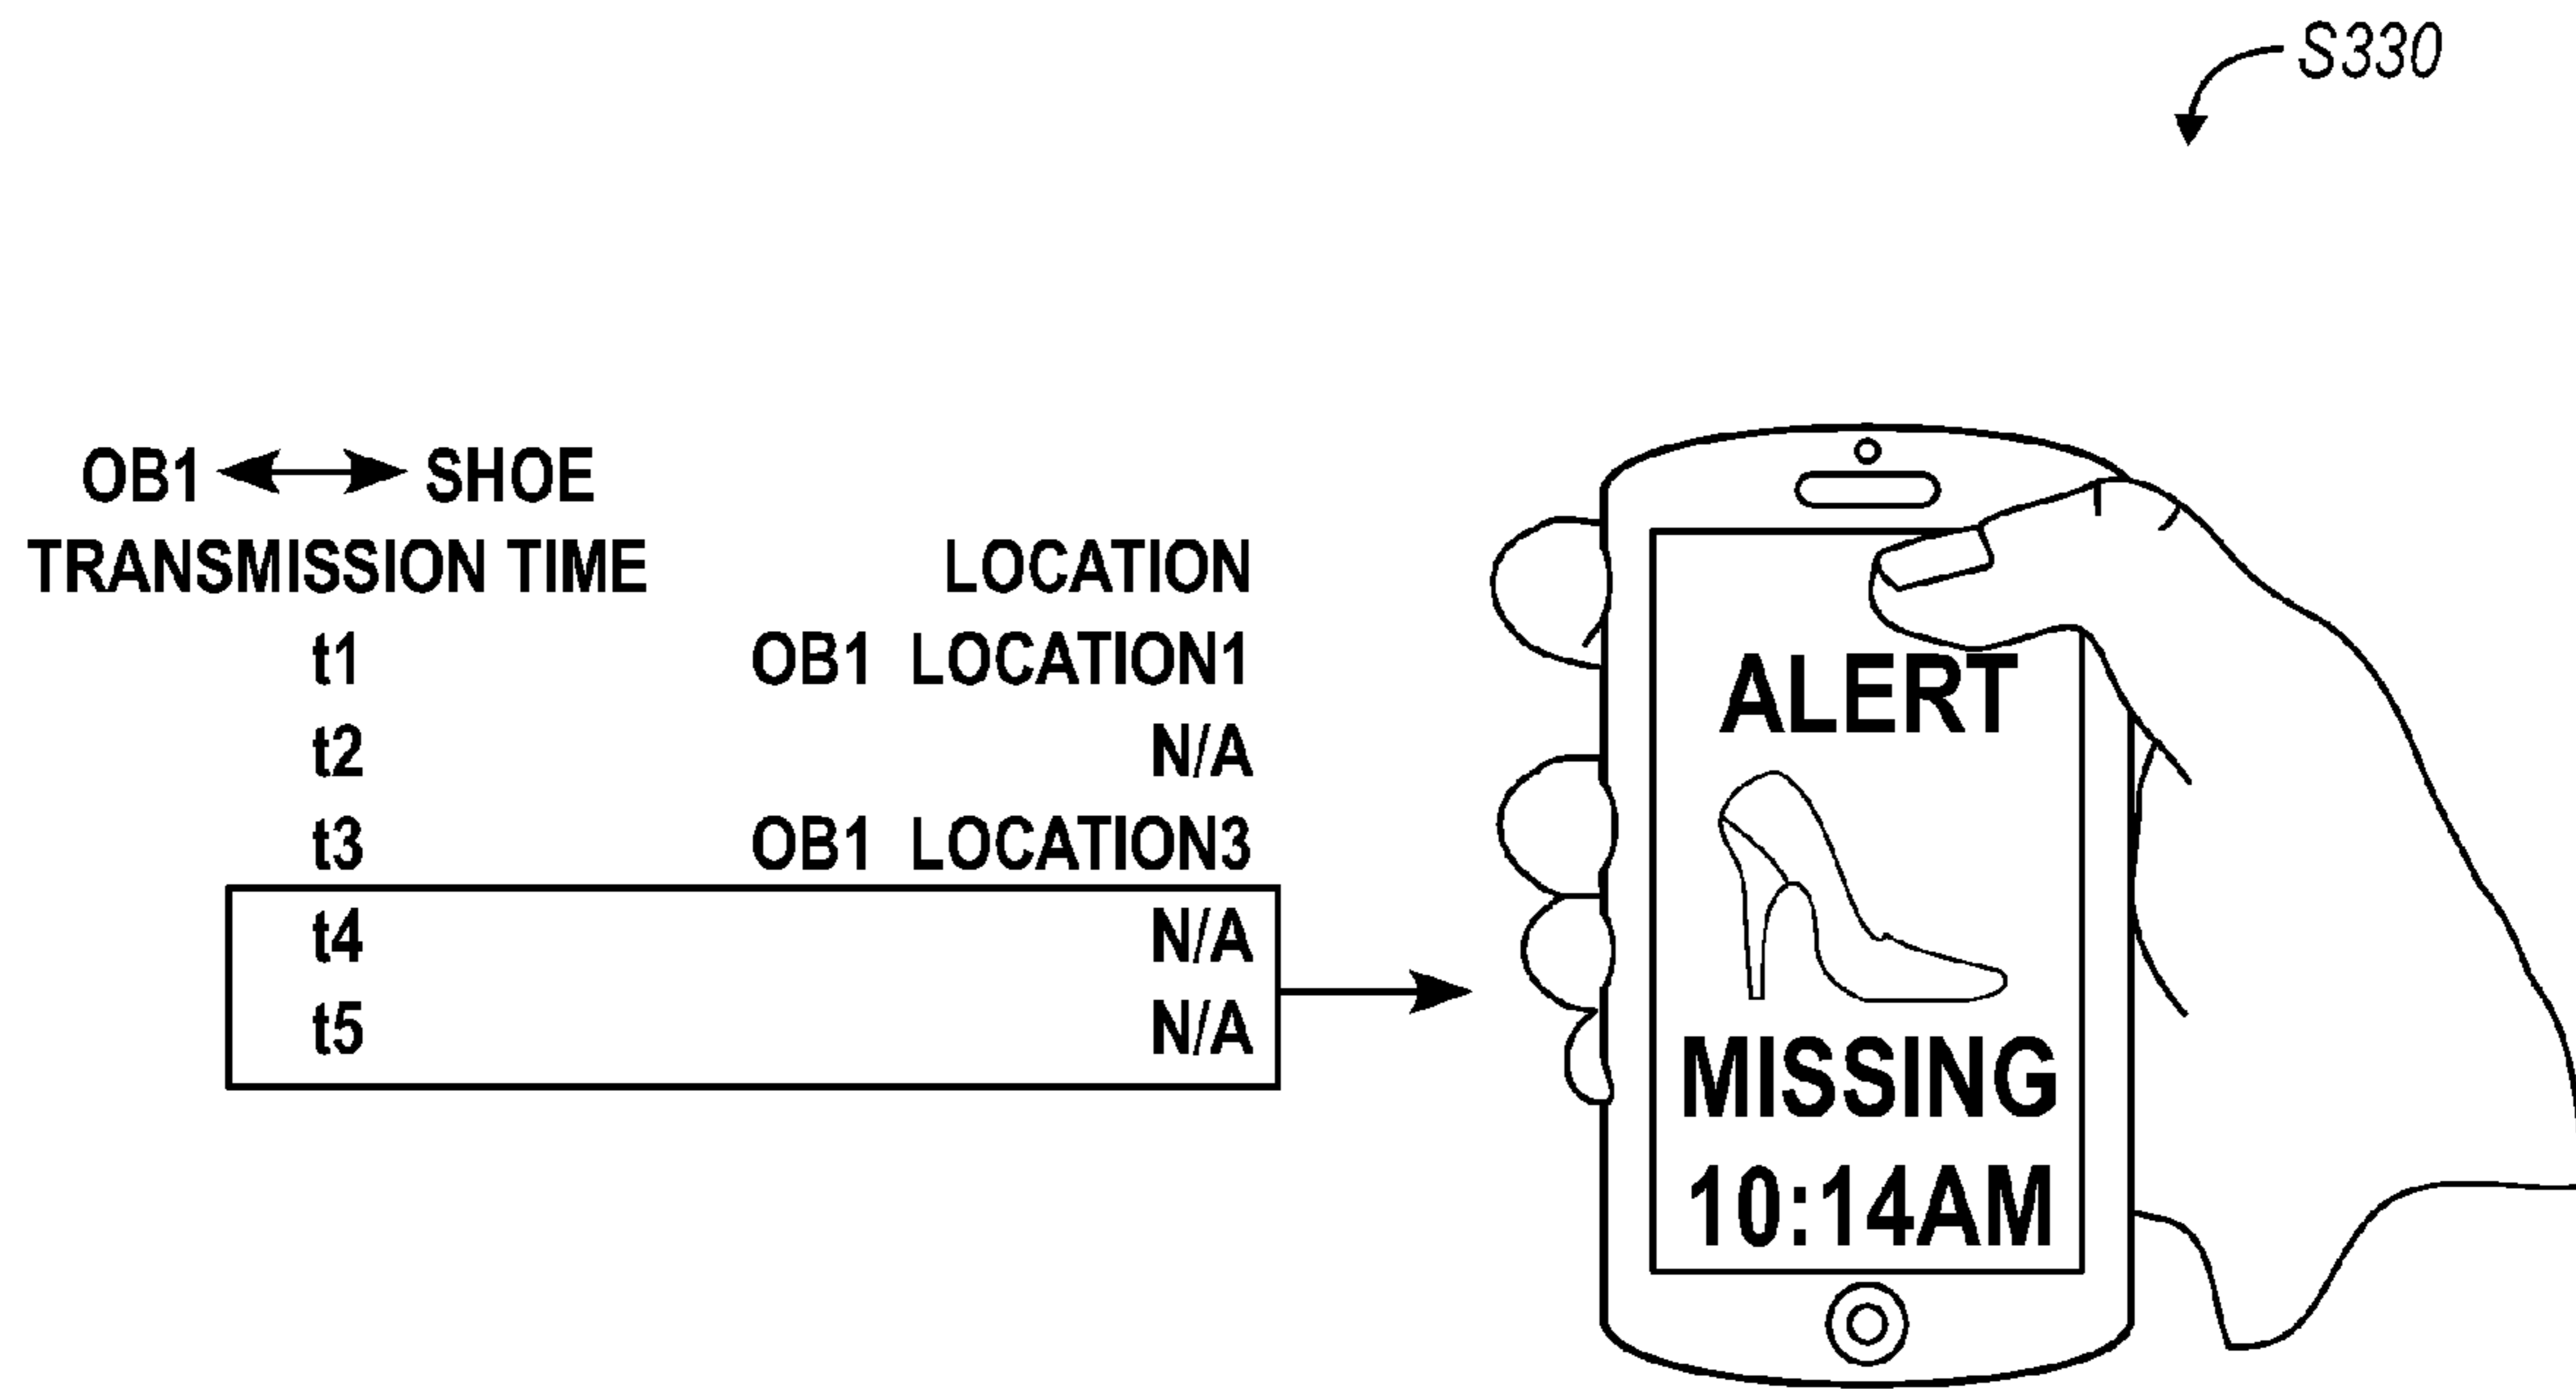 S330
OB1 SHOE
TRANSMISSION TIME LOCATION
t1 OB1 LOCATION1
t2 N/A
t3 OB1 LOCATION3
t4 N/A
t5 N/A
ALERT
MISSING
10:14AM